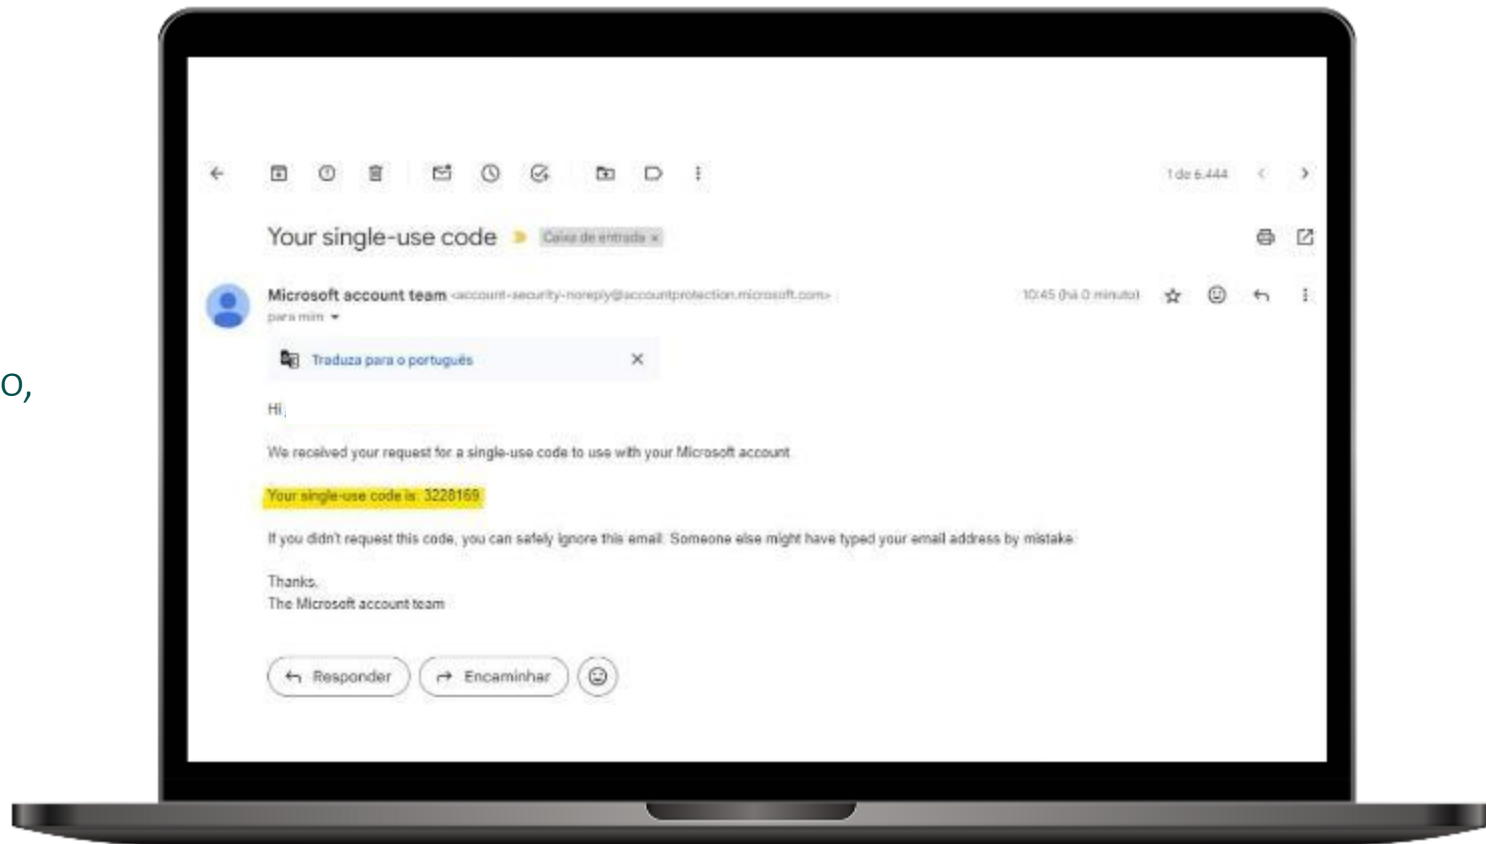 1 de 6.444
Your single-use code Caixa de entrada ×
Microsoft account team <account-security-noreply@accountprotection.microsoft.com> 10:45 (há 0 minuto)
para mim
Traduza para o português
o,
Hi,
We received your request for a single-use code to use with your Microsoft account.
Your single-use code is: 3228169
If you didn't request this code, you can safely ignore this email. Someone else might have typed your email address by mistake.
Thanks,
The Microsoft account team
Responder Encaminhar